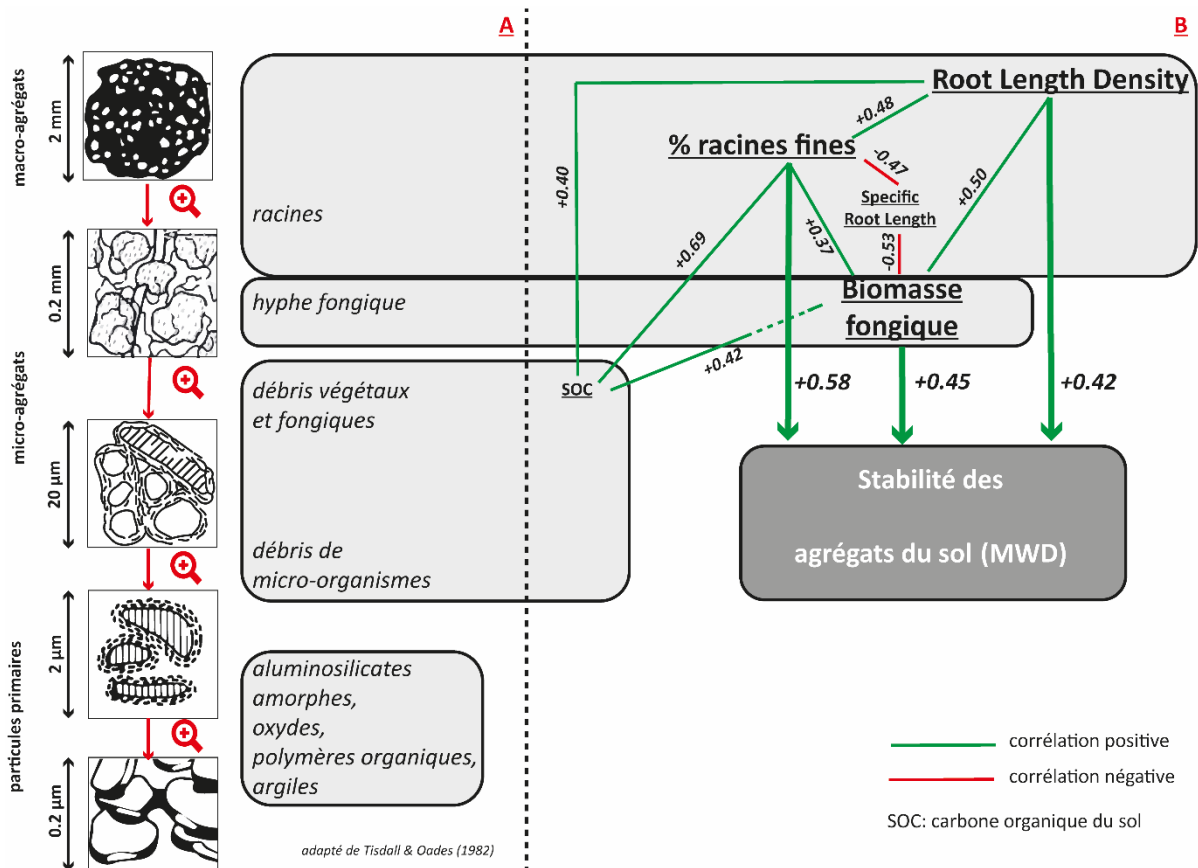 A
B
macro-agrégats
2 mm
micro-agrégats
0.2 mm
20 µm
particules primaires
2 µm
0.2 µm
racines
hyphe fongique
débris végétaux
et fongiques
débris de
micro-organismes
aluminosilicates
amorphes,
oxydes,
polymères organiques,
argiles
adapté de Tisdall & Oades (1982)
Root Length Density
+0.48
% racines fines
-0.47
+0.40
Specific
Root Length
+0.50
+0.69
+0.37
-0.53
Biomasse
fongique
+0.42
SOC
+0.58
+0.45
+0.42
Stabilité des
agrégats du sol (MWD)
corrélation positive
corrélation négative
SOC: carbone organique du sol